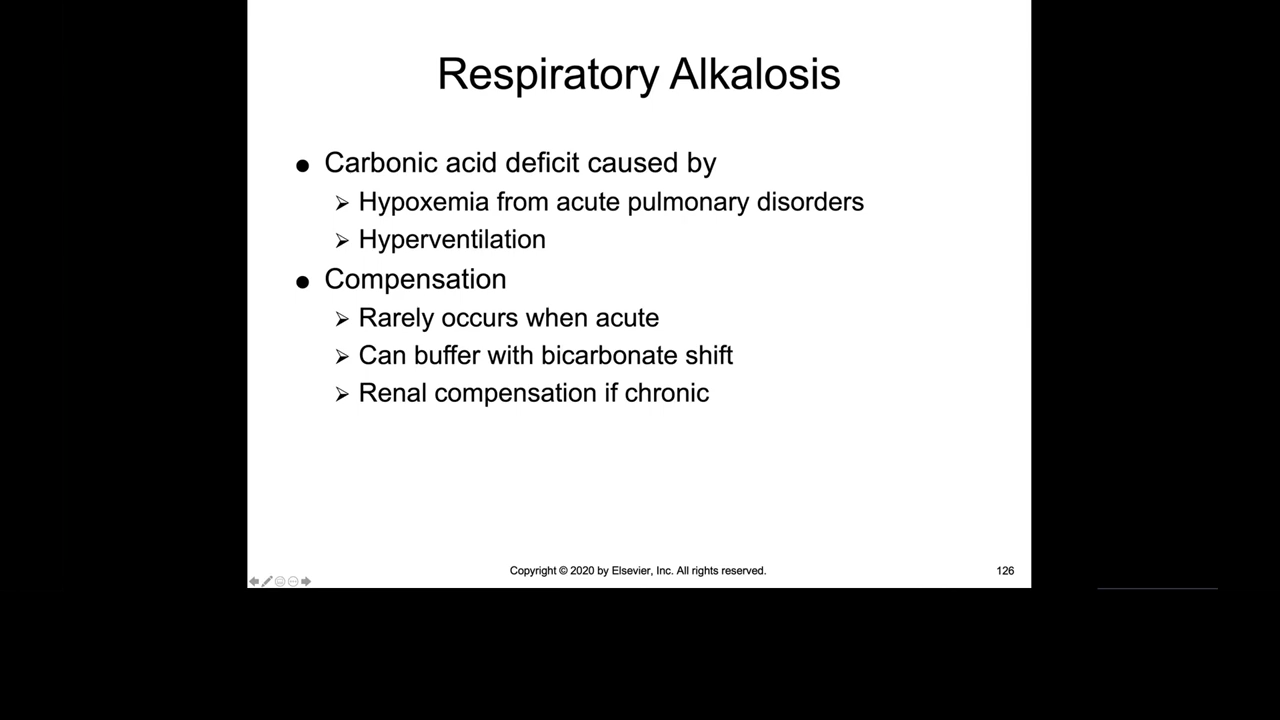 Respiratory Alkalosis
● Carbonic acid deficit caused by
➢ Hypoxemia from acute pulmonary disorders
➢ Hyperventilation
● Compensation
➢ Rarely occurs when acute
➢ Can buffer with bicarbonate shift
➢ Renal compensation if chronic
Copyright © 2020 by Elsevier, Inc. All rights reserved.
126